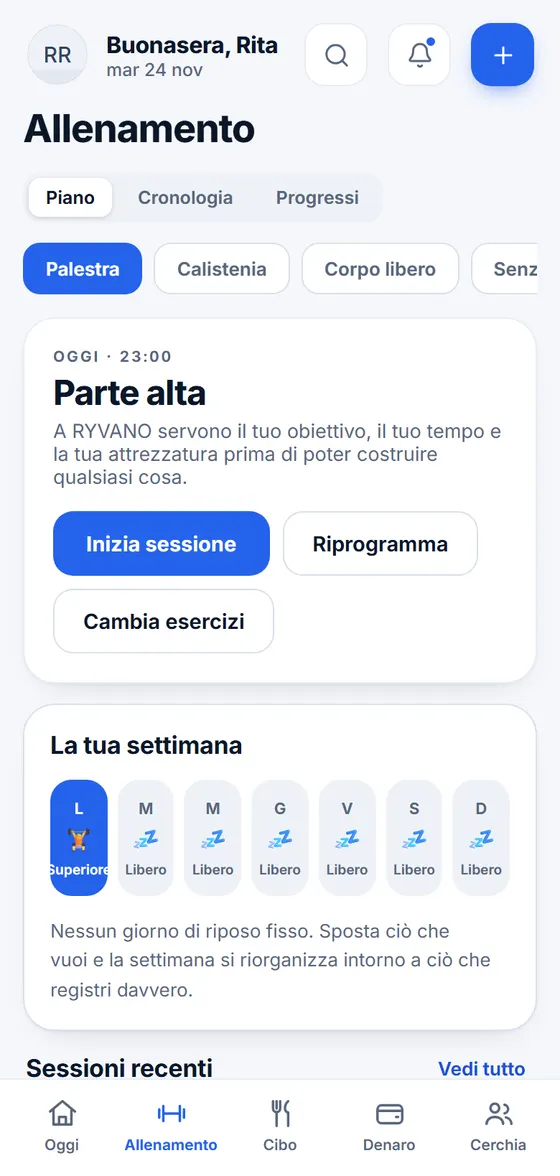 RR
Buonasera, Rita
mar 24 nov
Allenamento
Piano
Cronologia
Progressi
Palestra
Calistenia
Corpo libero
Senz
OGGI · 23:00
Parte alta
A RYVANO servono il tuo obiettivo, il tuo tempo e
la tua attrezzatura prima di poter costruire
qualsiasi cosa.
Inizia sessione
Riprogramma
Cambia esercizi
La tua settimana
L
M
M
G
V
S
D
Superiore
Libero
Libero
Libero
Libero
Libero
Libero
Nessun giorno di riposo fisso. Sposta ciò che
vuoi e la settimana si riorganizza intorno a ciò che
registri davvero.
Sessioni recenti
Vedi tutto
Oggi
Allenamento
Cibo
Denaro
Cerchia